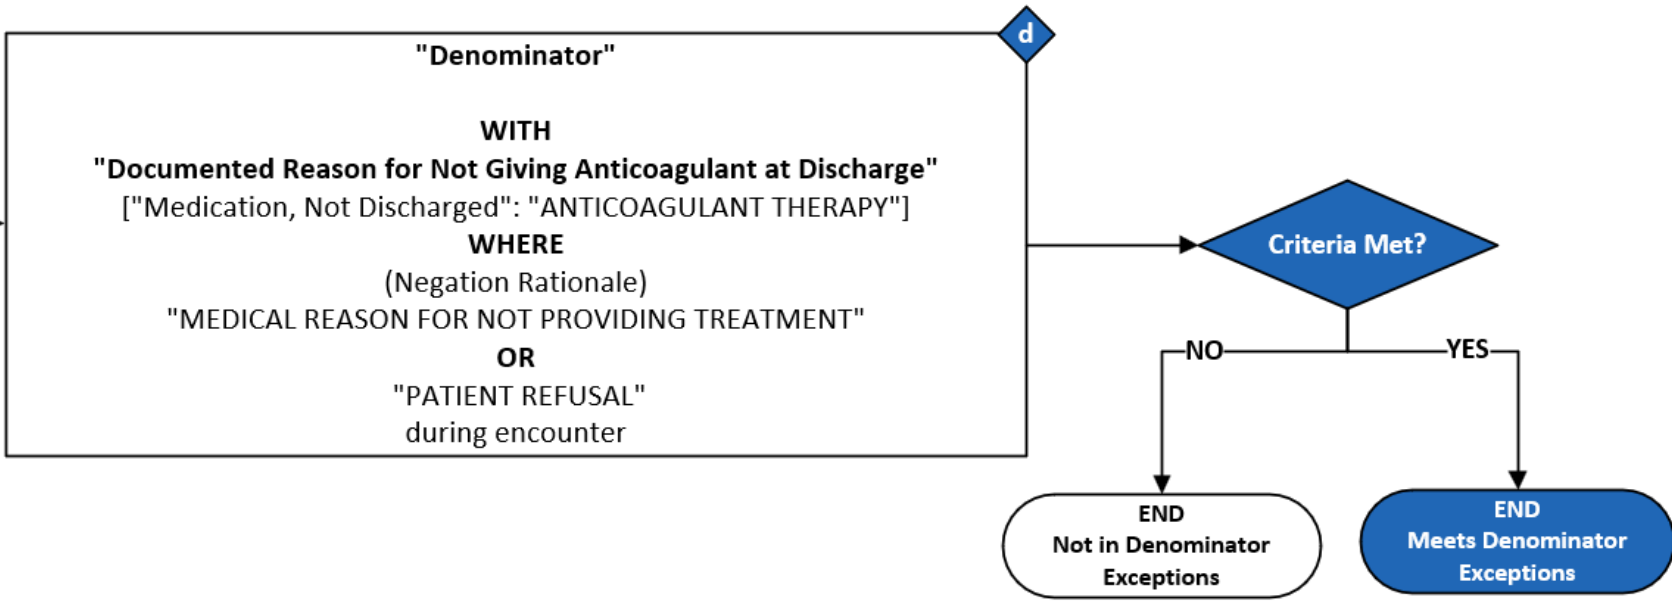 d
"Denominator"
WITH
"Documented Reason for Not Giving Anticoagulant at Discharge"
["Medication, Not Discharged": "ANTICOAGULANT THERAPY"]
WHERE
(Negation Rationale)
"MEDICAL REASON FOR NOT PROVIDING TREATMENT"
OR
"PATIENT REFUSAL"
during encounter
Criteria Met?
NO
YES
END
Not in Denominator
Exceptions
END
Meets Denominator
Exceptions